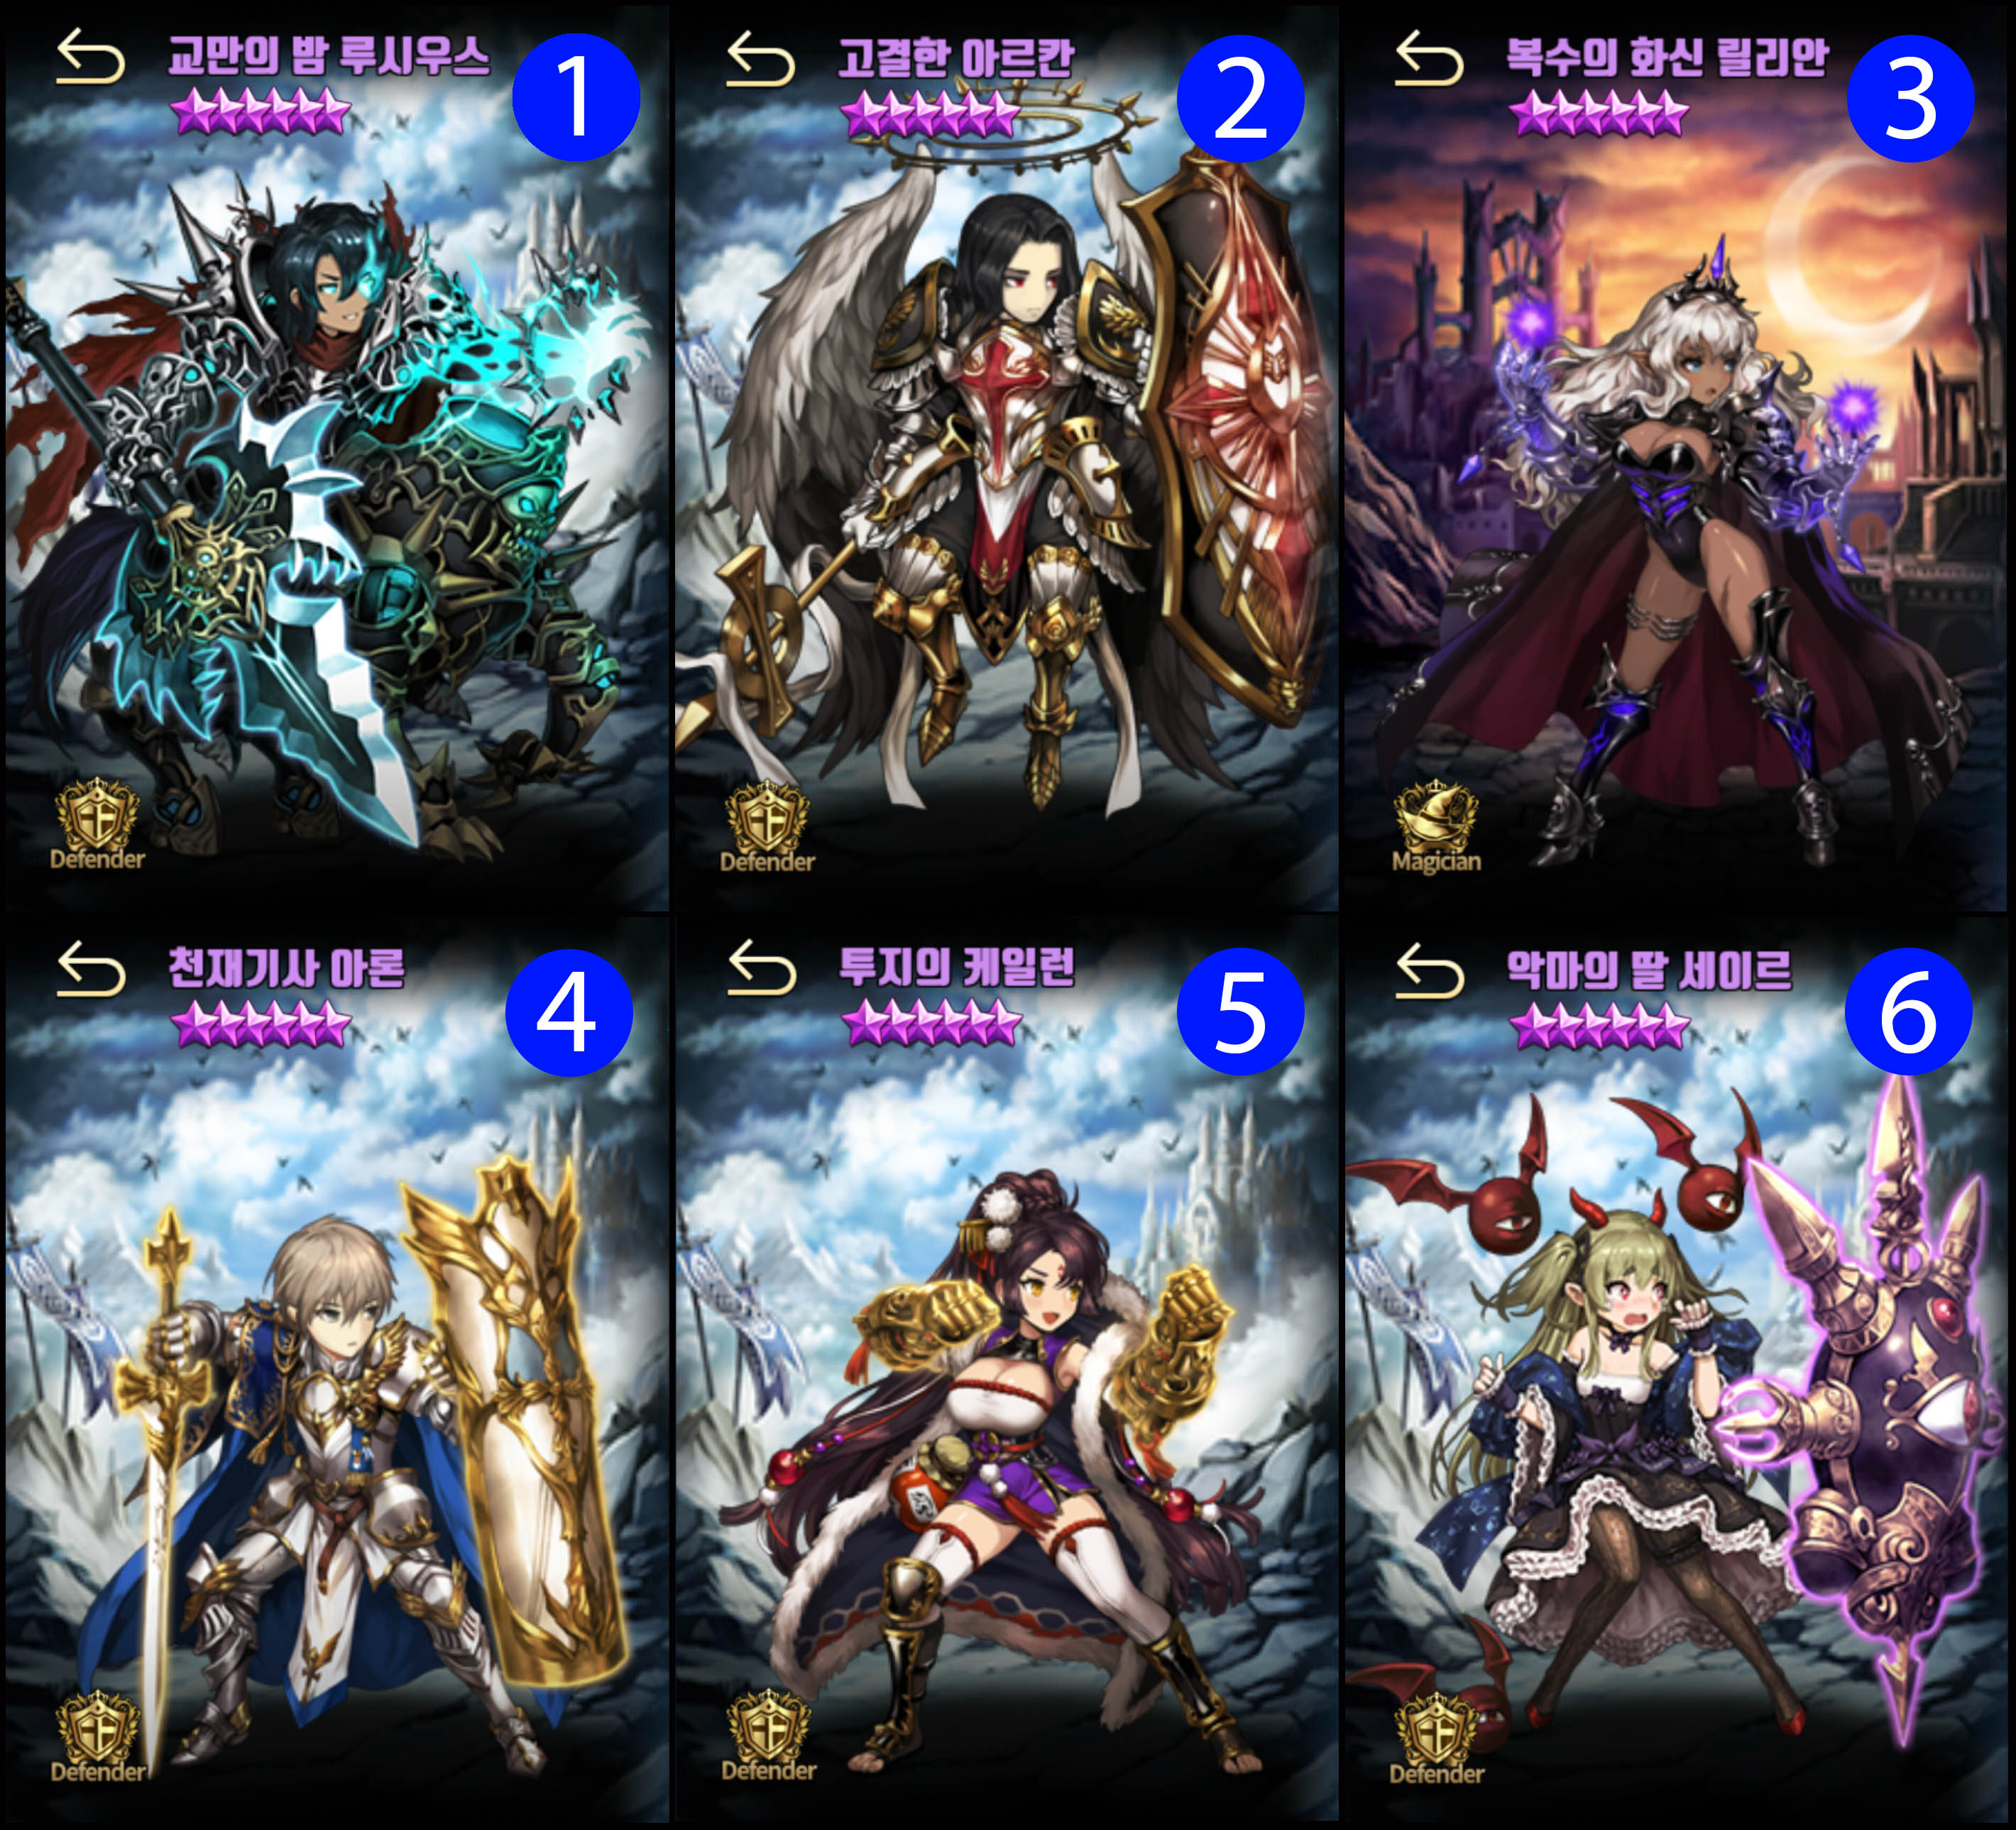 교만의 밤 루시우스
1
Defender
고결한 아르칸
2
Defender
복수의 화신 릴리안
3
Magician
천재기사 아론
4
Defender
투지의 케일런
5
Defender
악마의 딸 세이르
6
Defender